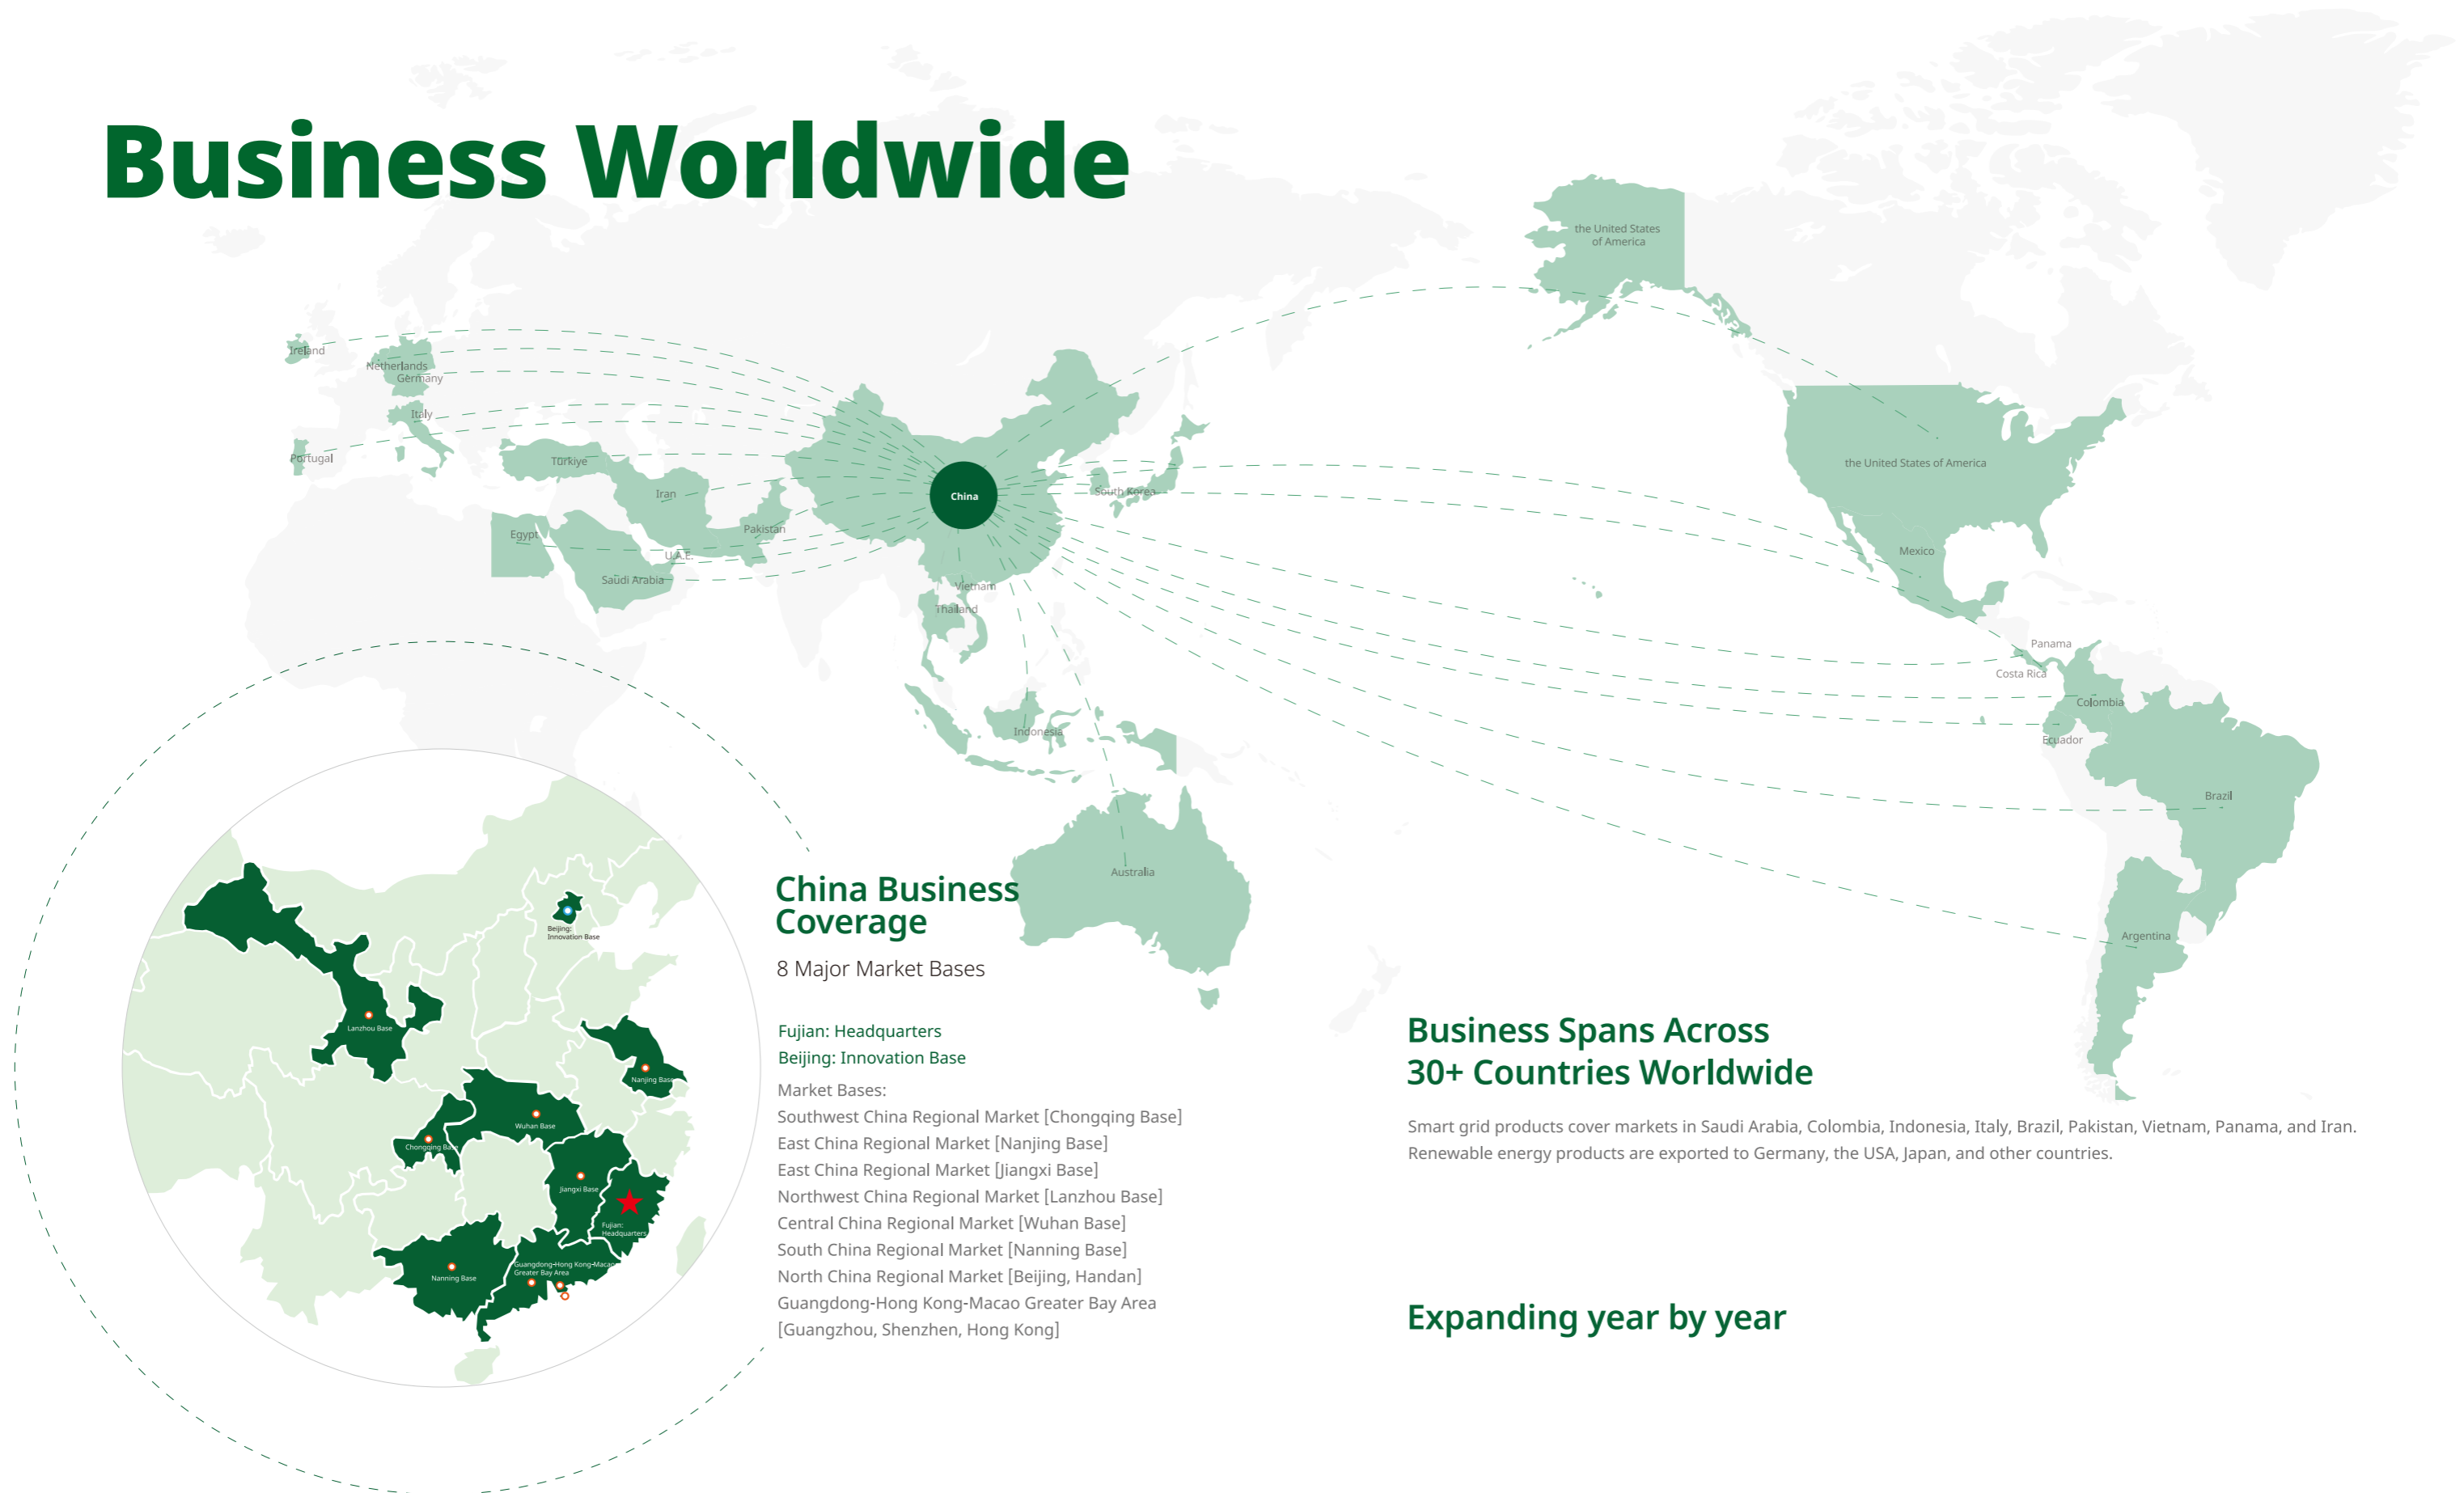 Business Worldwide
the United States
of America
Ireland
Netherlands
Germany
Italy
Portugal
Türkiye
Iran
China
South Korea
the United States of America
Egypt
Pakistan
U.A.E.
Saudi Arabia
Mexico
Vietnam
Thailand
Panama
Costa Rica
Colombia
Indonesia
Ecuador
Brazil
Australia
Argentina
Beijing:
Innovation Base
Lanzhou Base
Nanjing Base
Wuhan Base
Chongqing Base
Jiangxi Base
Fujian:
Headquarters
Guangdong-Hong Kong-Macao
Greater Bay Area
Nanning Base
China Business
Coverage
8 Major Market Bases
Fujian: Headquarters
Beijing: Innovation Base
Market Bases:
Southwest China Regional Market [Chongqing Base]
East China Regional Market [Nanjing Base]
East China Regional Market [Jiangxi Base]
Northwest China Regional Market [Lanzhou Base]
Central China Regional Market [Wuhan Base]
South China Regional Market [Nanning Base]
North China Regional Market [Beijing, Handan]
Guangdong-Hong Kong-Macao Greater Bay Area
[Guangzhou, Shenzhen, Hong Kong]
Business Spans Across
30+ Countries Worldwide
Smart grid products cover markets in Saudi Arabia, Colombia, Indonesia, Italy, Brazil, Pakistan, Vietnam, Panama, and Iran.
Renewable energy products are exported to Germany, the USA, Japan, and other countries.
Expanding year by year